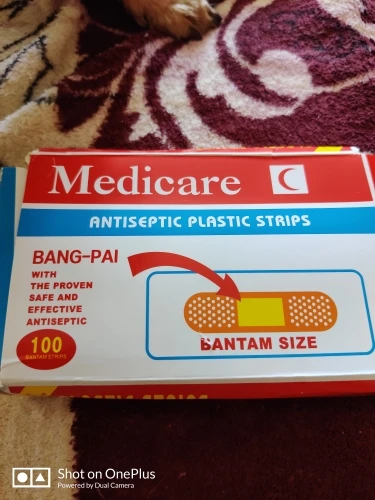 Medicare
ANTISEPTIC PLASTIC STRIPS
BANG-PAI
WITH
THE PROVEN
SAFE AND
EFFECTIVE
ANTISEPTIC
100
BANTAM STRIPS
BANTAM SIZE
Shot on OnePlus
Powered by Dual Camera